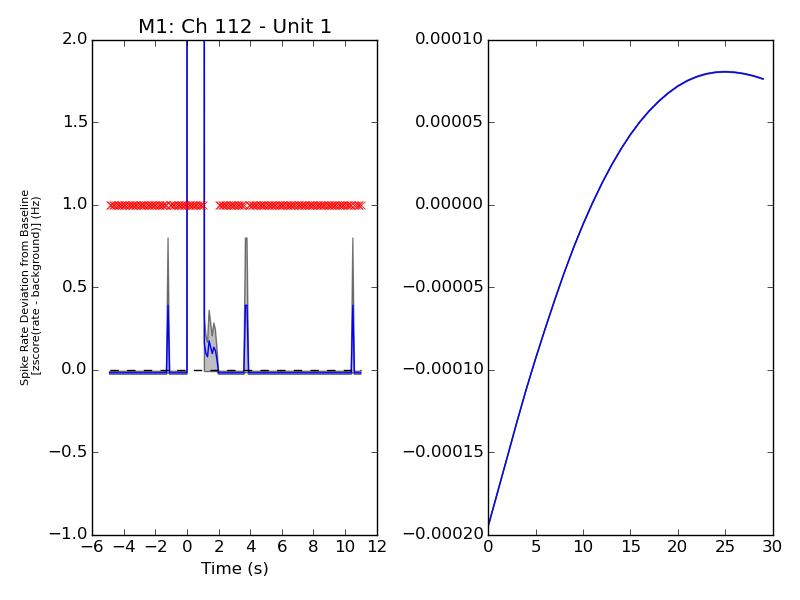 M1: Ch 112 - Unit 1
2.0
1.5
1.0
0.5
0.0
−0.5
−1.0
−6 −4 −2 0 2 4 6 8 10 12
Time (s)
Spike Rate Deviation from Baseline
[zscore(rate - background)] (Hz)
0.00010
0.00005
0.00000
−0.00005
−0.00010
−0.00015
−0.00020
0 5 10 15 20 25 30